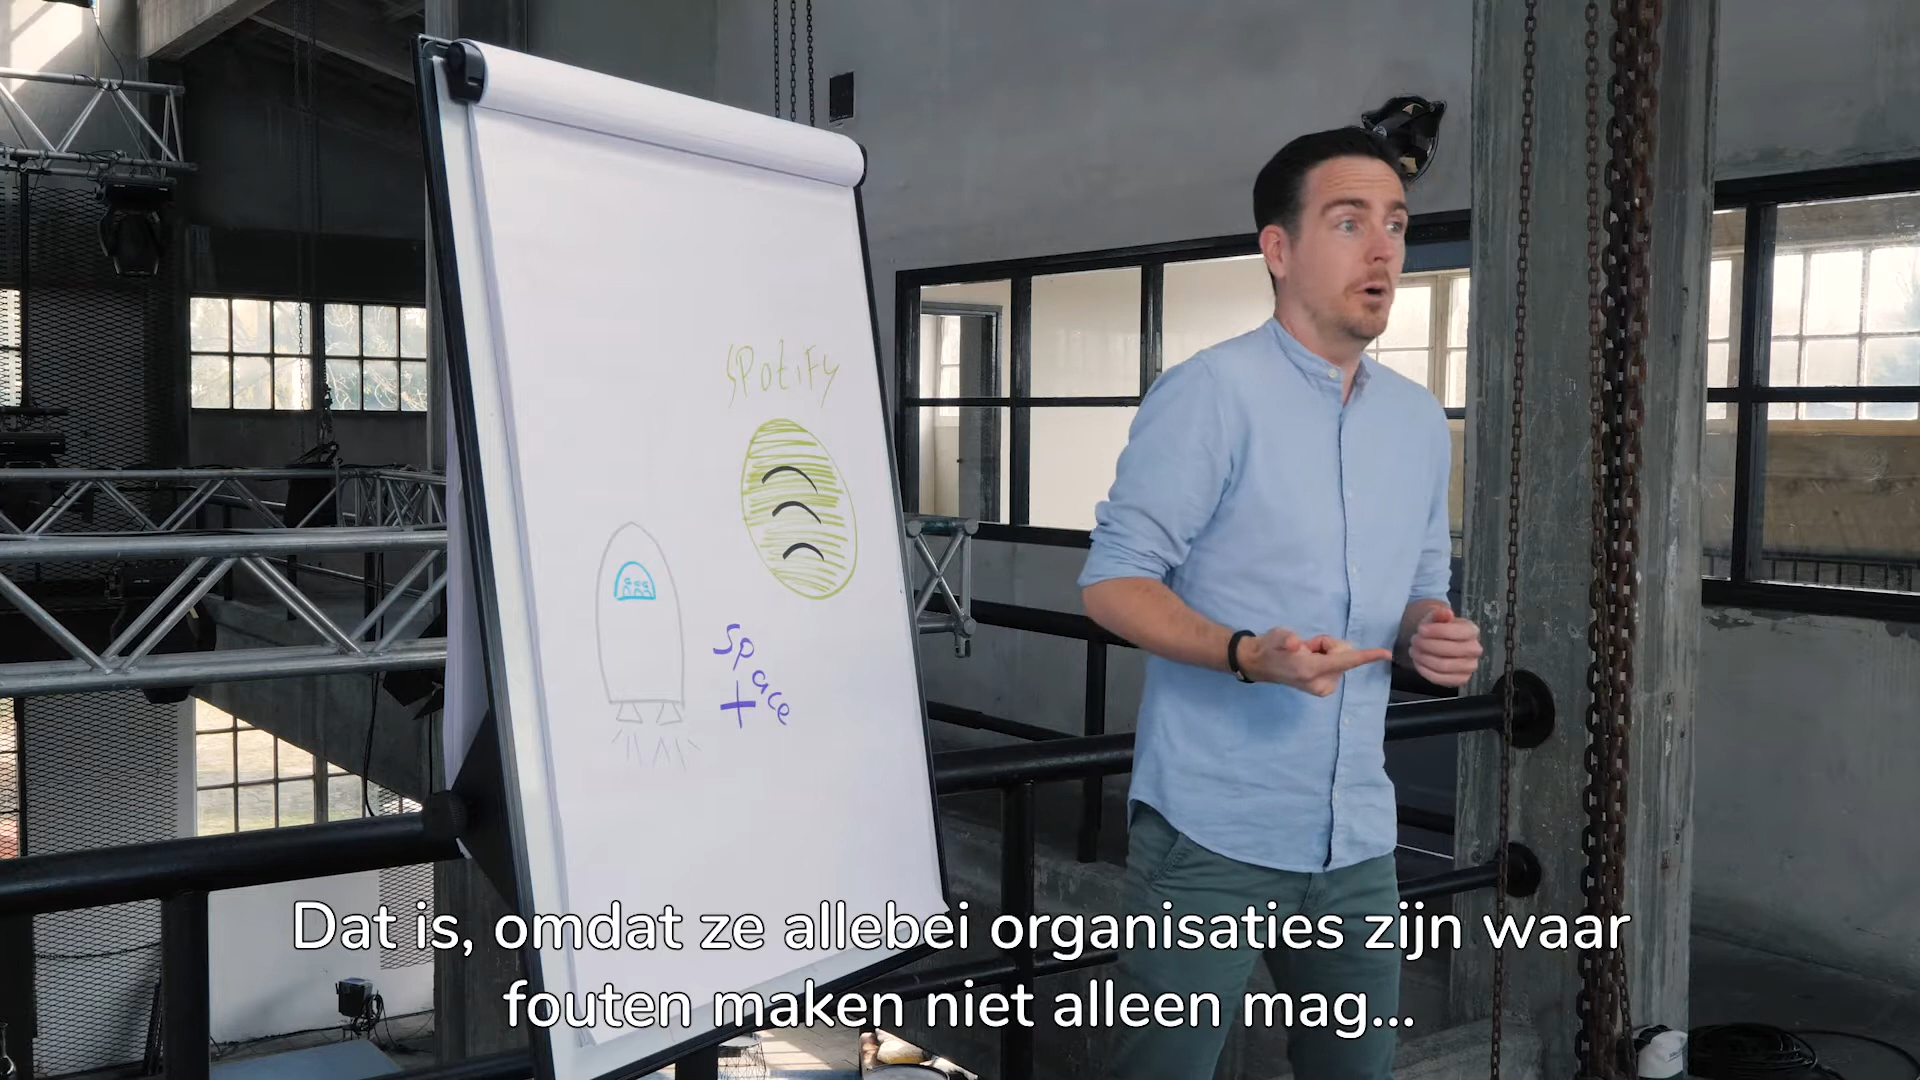 SPotiFy
Space
+
Dat is, omdat ze allebei organisaties zijn waar
fouten maken niet alleen mag...